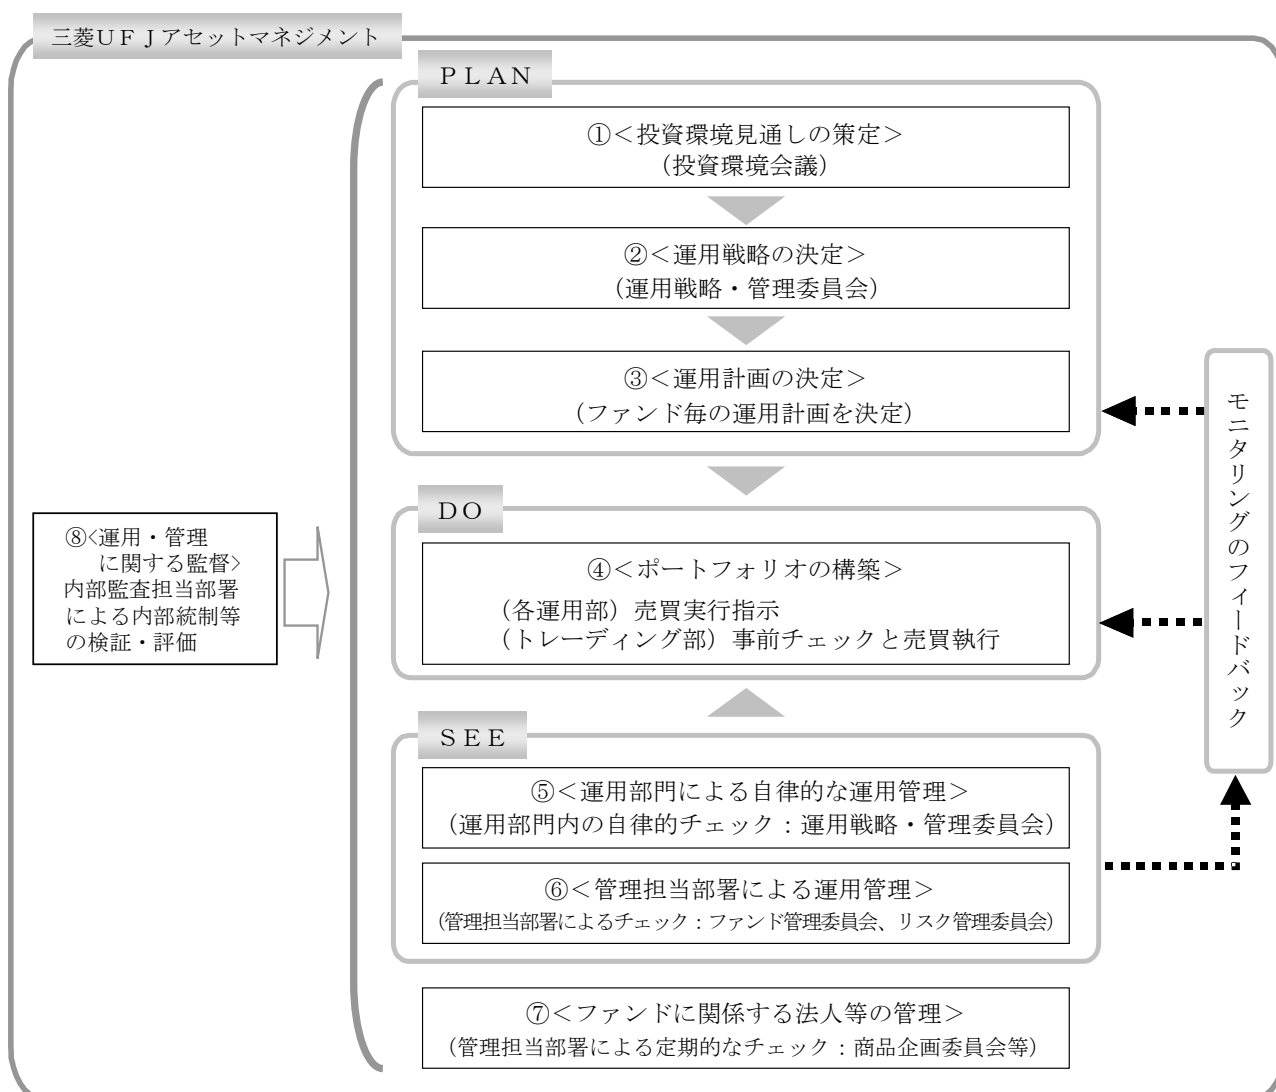 三菱ＵＦＪアセットマネジメント
ＰＬＡＮ
①＜投資環境見通しの策定＞
（投資環境会議）
②＜運用戦略の決定＞
（運用戦略・管理委員会）
③＜運用計画の決定＞
（ファンド毎の運用計画を決定）
ＤＯ
④＜ポートフォリオの構築＞
（各運用部）売買実行指示
（トレーディング部）事前チェックと売買執行
ＳＥＥ
⑤＜運用部門による自律的な運用管理＞
（運用部門内の自律的チェック：運用戦略・管理委員会）
⑥＜管理担当部署による運用管理＞
（管理担当部署によるチェック：ファンド管理委員会、リスク管理委員会）
⑦＜ファンドに関係する法人等の管理＞
（管理担当部署による定期的なチェック：商品企画委員会等）
⑧<運用・管理
に関する監督>
内部監査担当部署
による内部統制等
の検証・評価
モニタリングのフィードバック